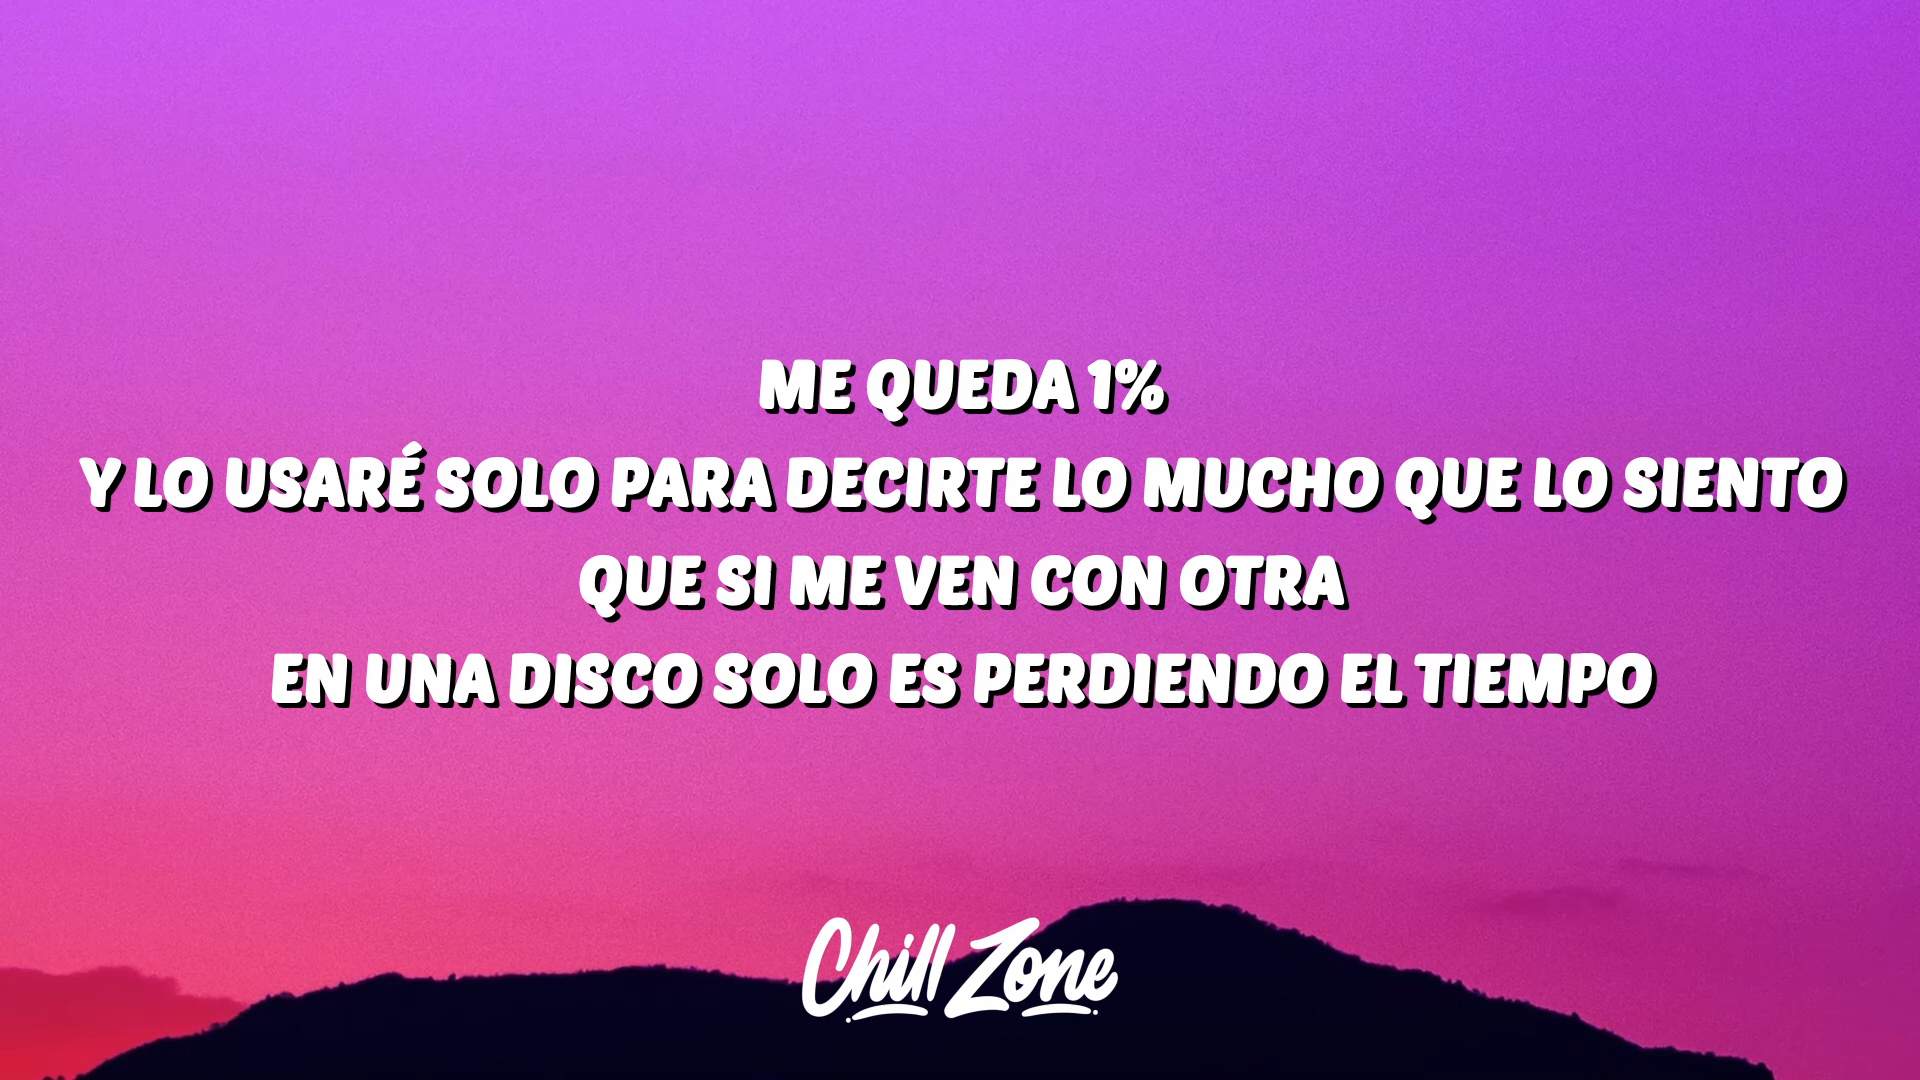 ME QUEDA 1%
Y LO USARÉ SOLO PARA DECIRTE LO MUCHO QUE LO SIENTO
QUE SI ME VEN CON OTRA
EN UNA DISCO SOLO ES PERDIENDO EL TIEMPO
Chill Zone